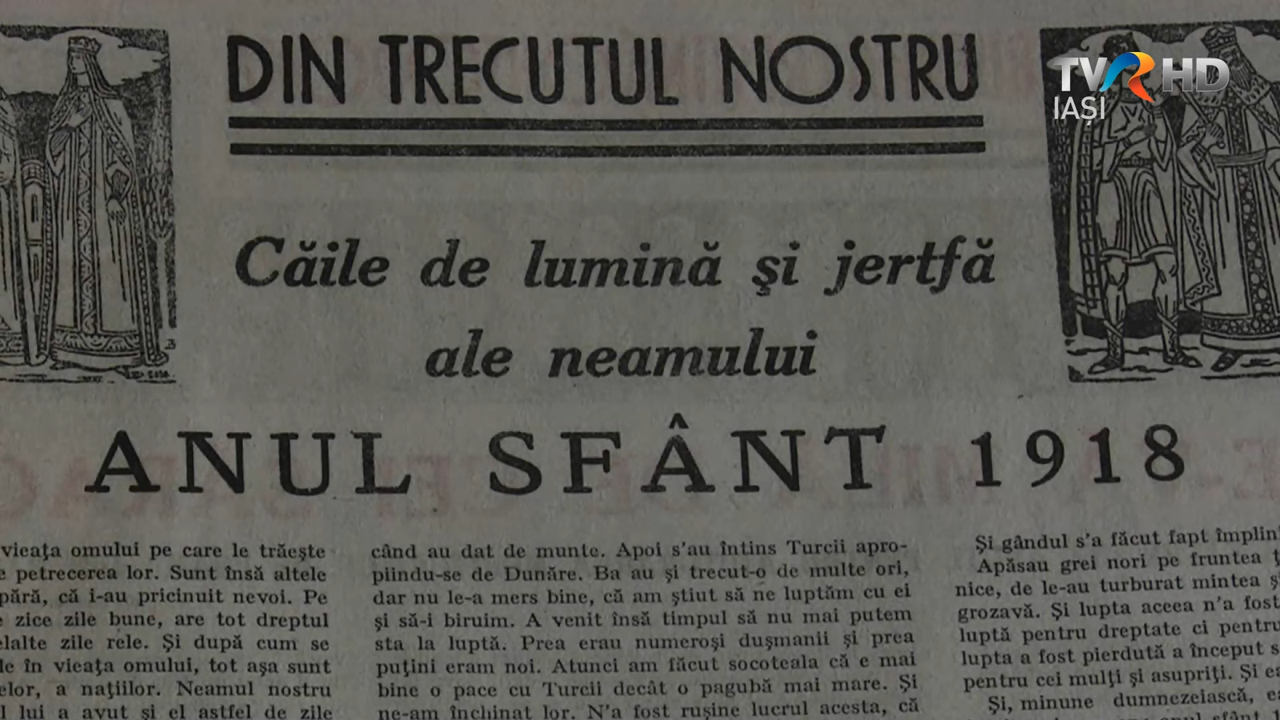 TVR HD
IAȘI
DIN TRECUTUL NOSTRU
Căile de lumină şi jertfă
ale neamului
ANUL SFÂNT 1918
vieaţa omului pe care le trăeşte
petrecerea lor. Sunt însă altele
că i-au pricinuit nevoi. Pe
zice zile bune, are tot dreptul
zile rele. Şi după cum se
în vieaţa omului, tot aşa sunt
a naţiilor. Neamul nostru
lui a avut şi el astfel de zile
când au dat de munte. Apoi s'au întins Turcii apro-
piindu-se de Dunăre. Ba au şi trecut-o de multe ori,
dar nu le-a mers bine, că am ştiut să ne luptăm cu ei
şi să-i biruim. A venit însă timpul să nu mai putem
sta la luptă. Prea erau numeroşi duşmanii şi prea
puţini eram noi. Atunci am făcut socoteala că e mai
bine o pace cu Turcii decât o pagubă mai mare. Şi
ne-am închinat lor. N'a fost ruşine lucrul acesta, că
Şi gândul s'a făcut fapt
Apăsau grei nori pe fruntea
nice, de le-au turburat mintea
grozavă. Şi lupta aceea n'a fost
luptă pentru dreptate ci pentru
lupta a fost pierdută a început
pentru cei mulţi şi asupriţi. Şi
Şi, minune dumnezeiască,